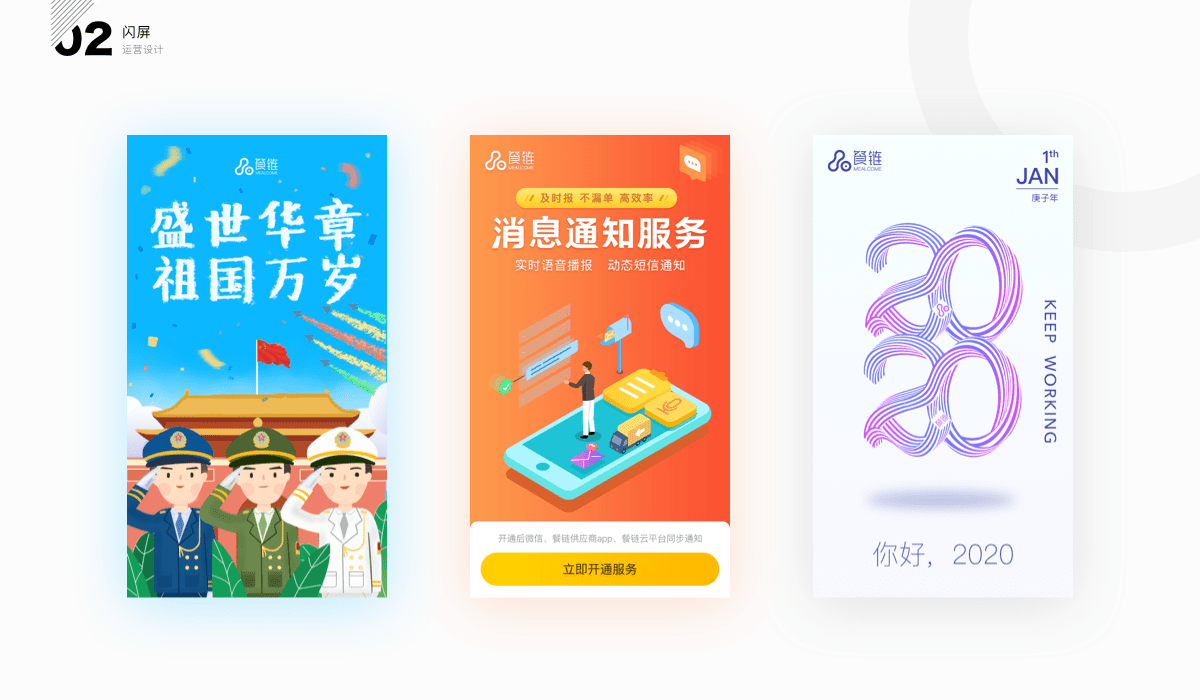 02
闪屏
运营设计
餐链
MEALCOME
盛世华章
祖国万岁
餐链
MEALCOME
及时报 不漏单 高效率
消息通知服务
实时语音播报 动态短信通知
开通后微信、餐链供应商app、餐链云平台同步通知
立即开通服务
餐链
MEALCOME
1th
JAN
庚子年
2020
KEEP WORKING
你好，2020